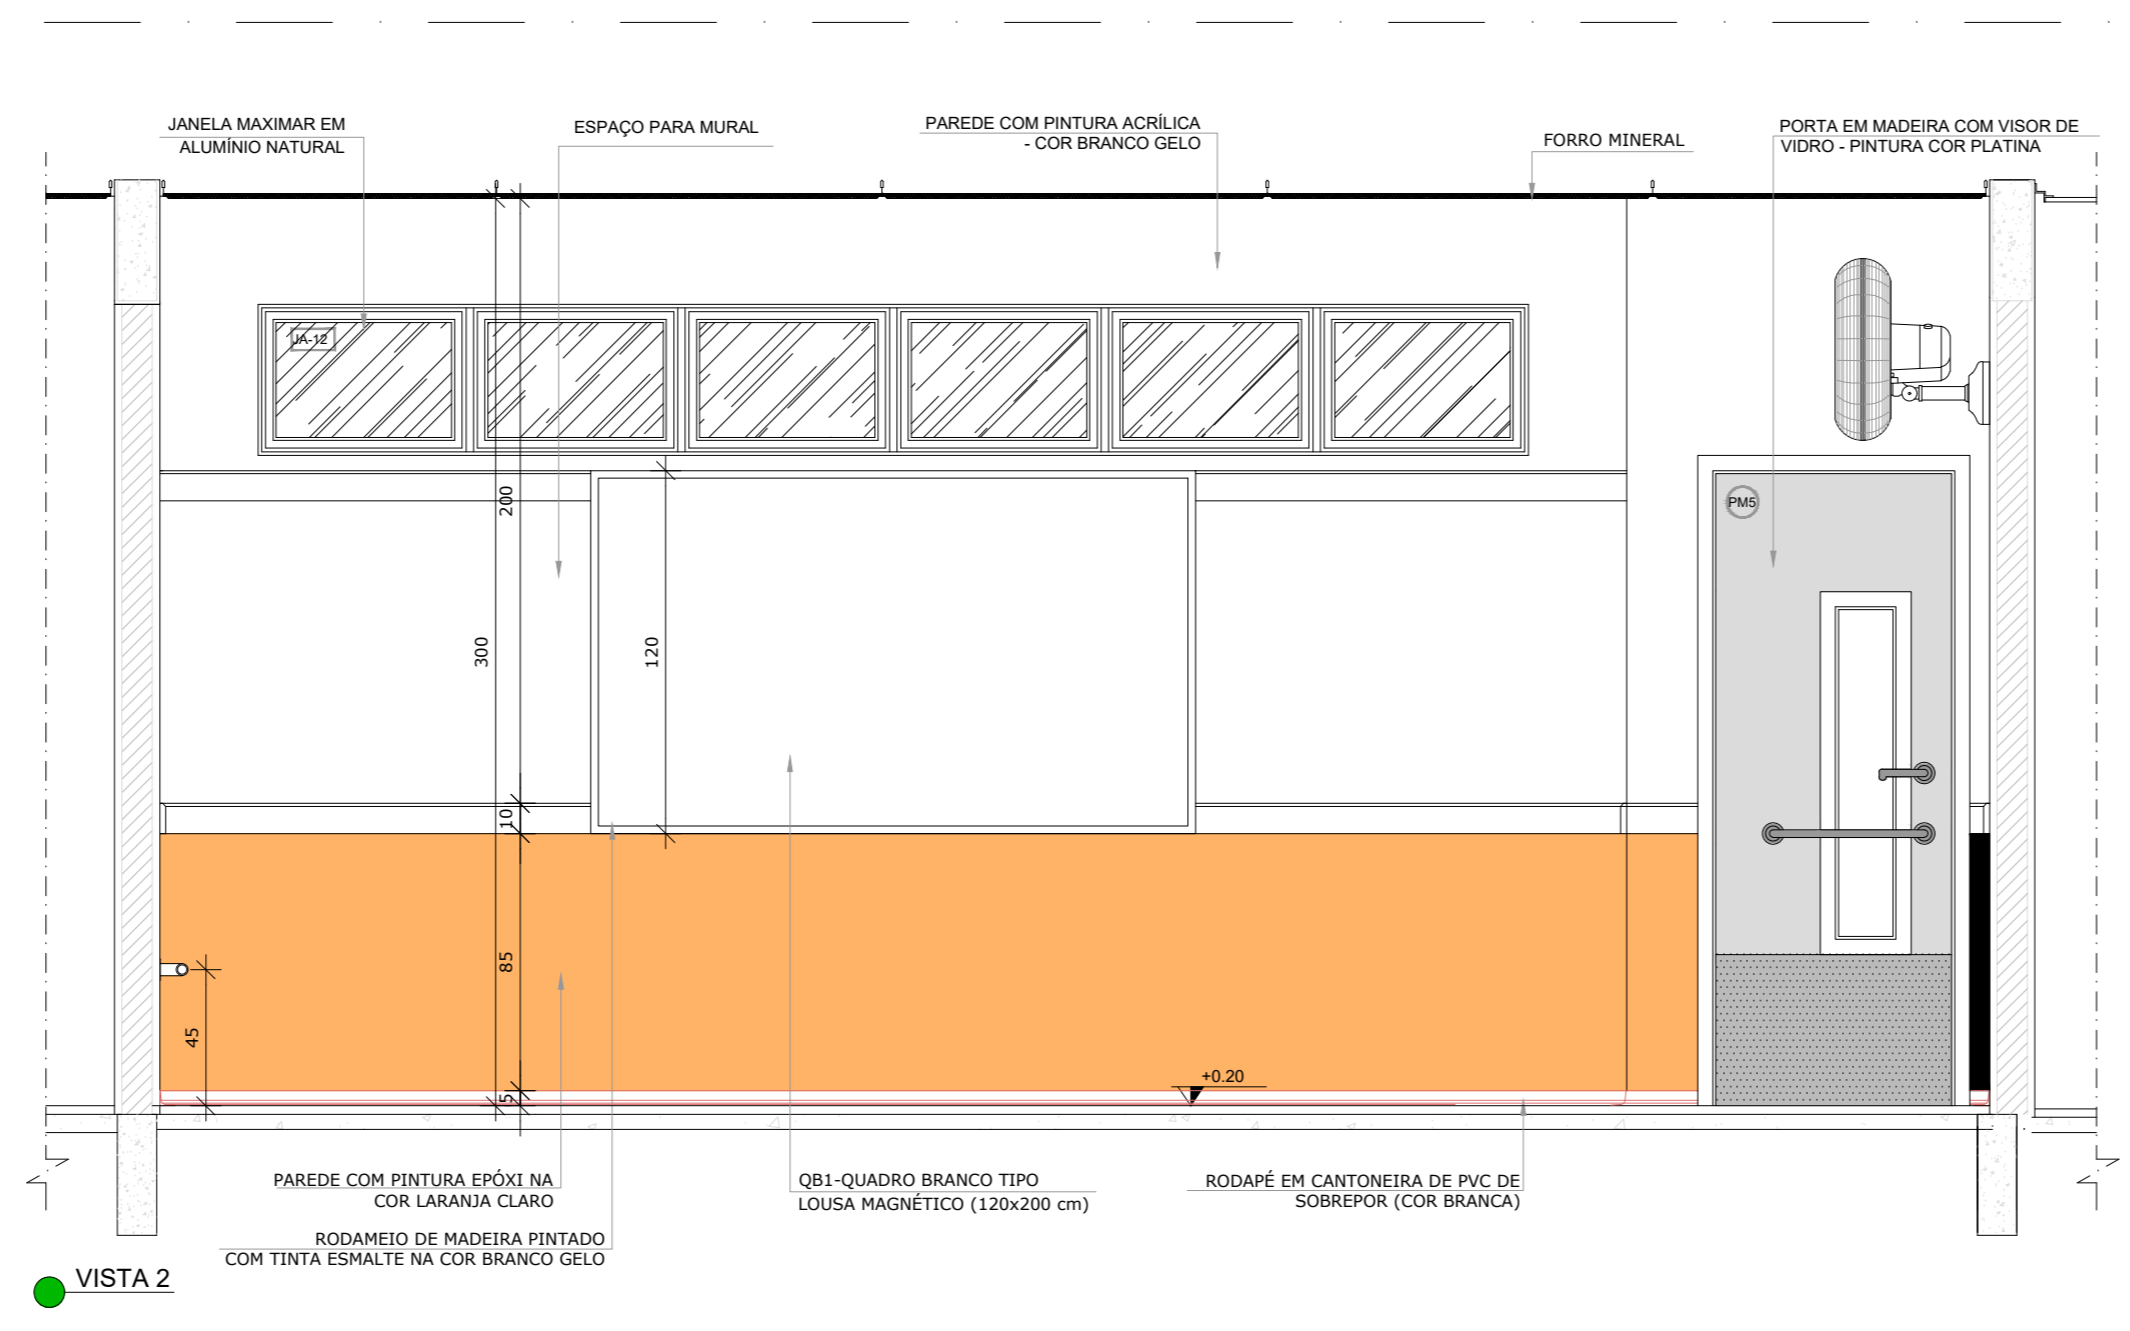 JANELA MAXIMAR EM
ALUMÍNIO NATURAL
ESPAÇO PARA MURAL
PAREDE COM PINTURA ACRÍLICA
- COR BRANCO GELO
FORRO MINERAL
PORTA EM MADEIRA COM VISOR DE
VIDRO - PINTURA COR PLATINA
JA-12
200
PM5
300
120
10
85
45
5
+0.20
PAREDE COM PINTURA EPÓXI NA
COR LARANJA CLARO
QB1-QUADRO BRANCO TIPO
LOUSA MAGNÉTICO (120x200 cm)
RODAPÉ EM CANTONEIRA DE PVC DE
SOBREPOR (COR BRANCA)
RODAMEIO DE MADEIRA PINTADO
COM TINTA ESMALTE NA COR BRANCO GELO
VISTA 2